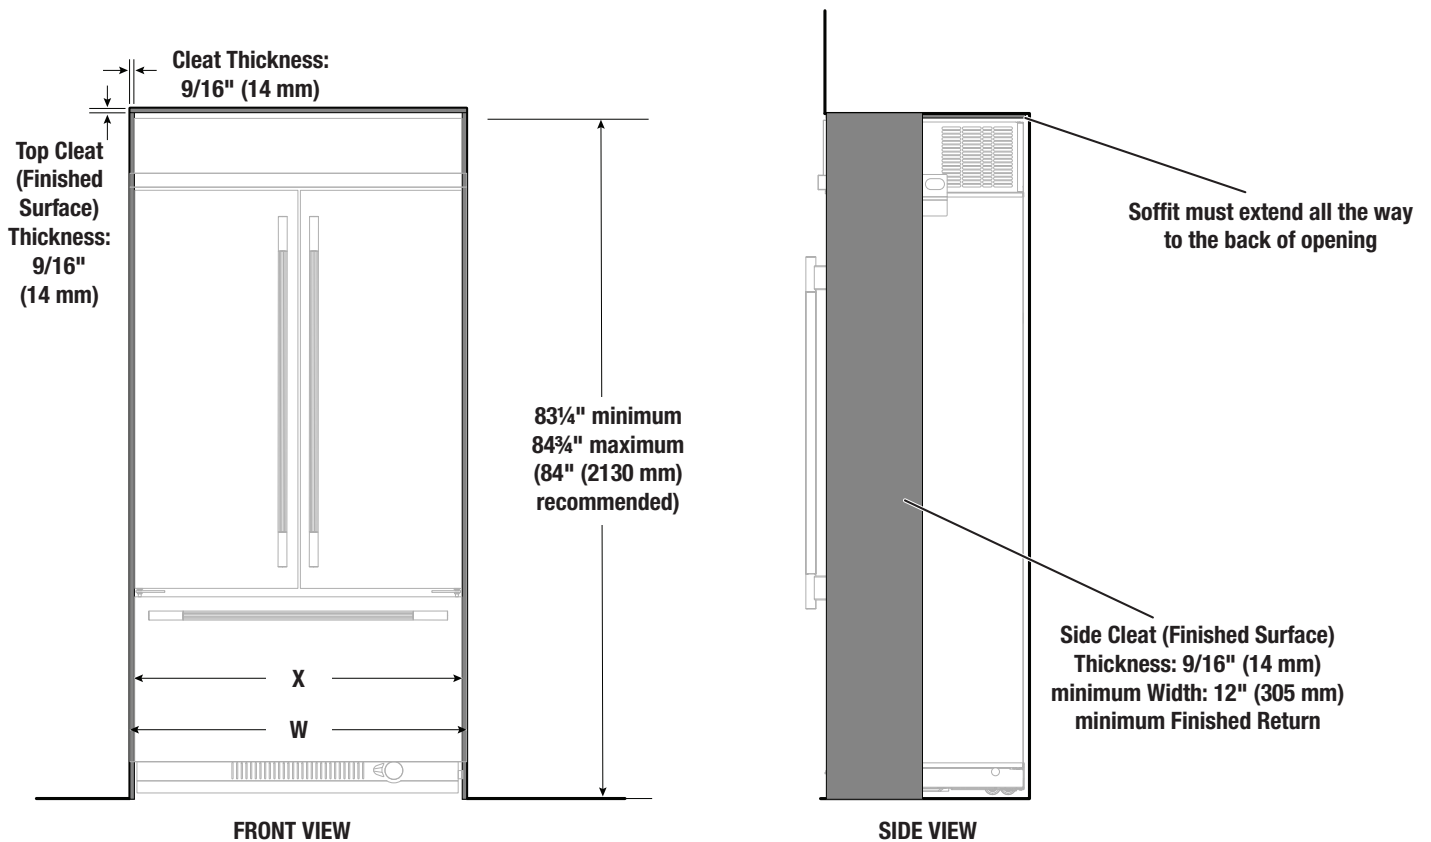 Cleat Thickness:
9/16" (14 mm)
Top Cleat
(Finished
Surface)
Thickness:
9/16"
(14 mm)
83¼" minimum
84¾" maximum
(84" (2130 mm)
recommended)
X
W
FRONT VIEW
Soffit must extend all the way
to the back of opening
Side Cleat (Finished Surface)
Thickness: 9/16" (14 mm)
minimum Width: 12" (305 mm)
minimum Finished Return
SIDE VIEW